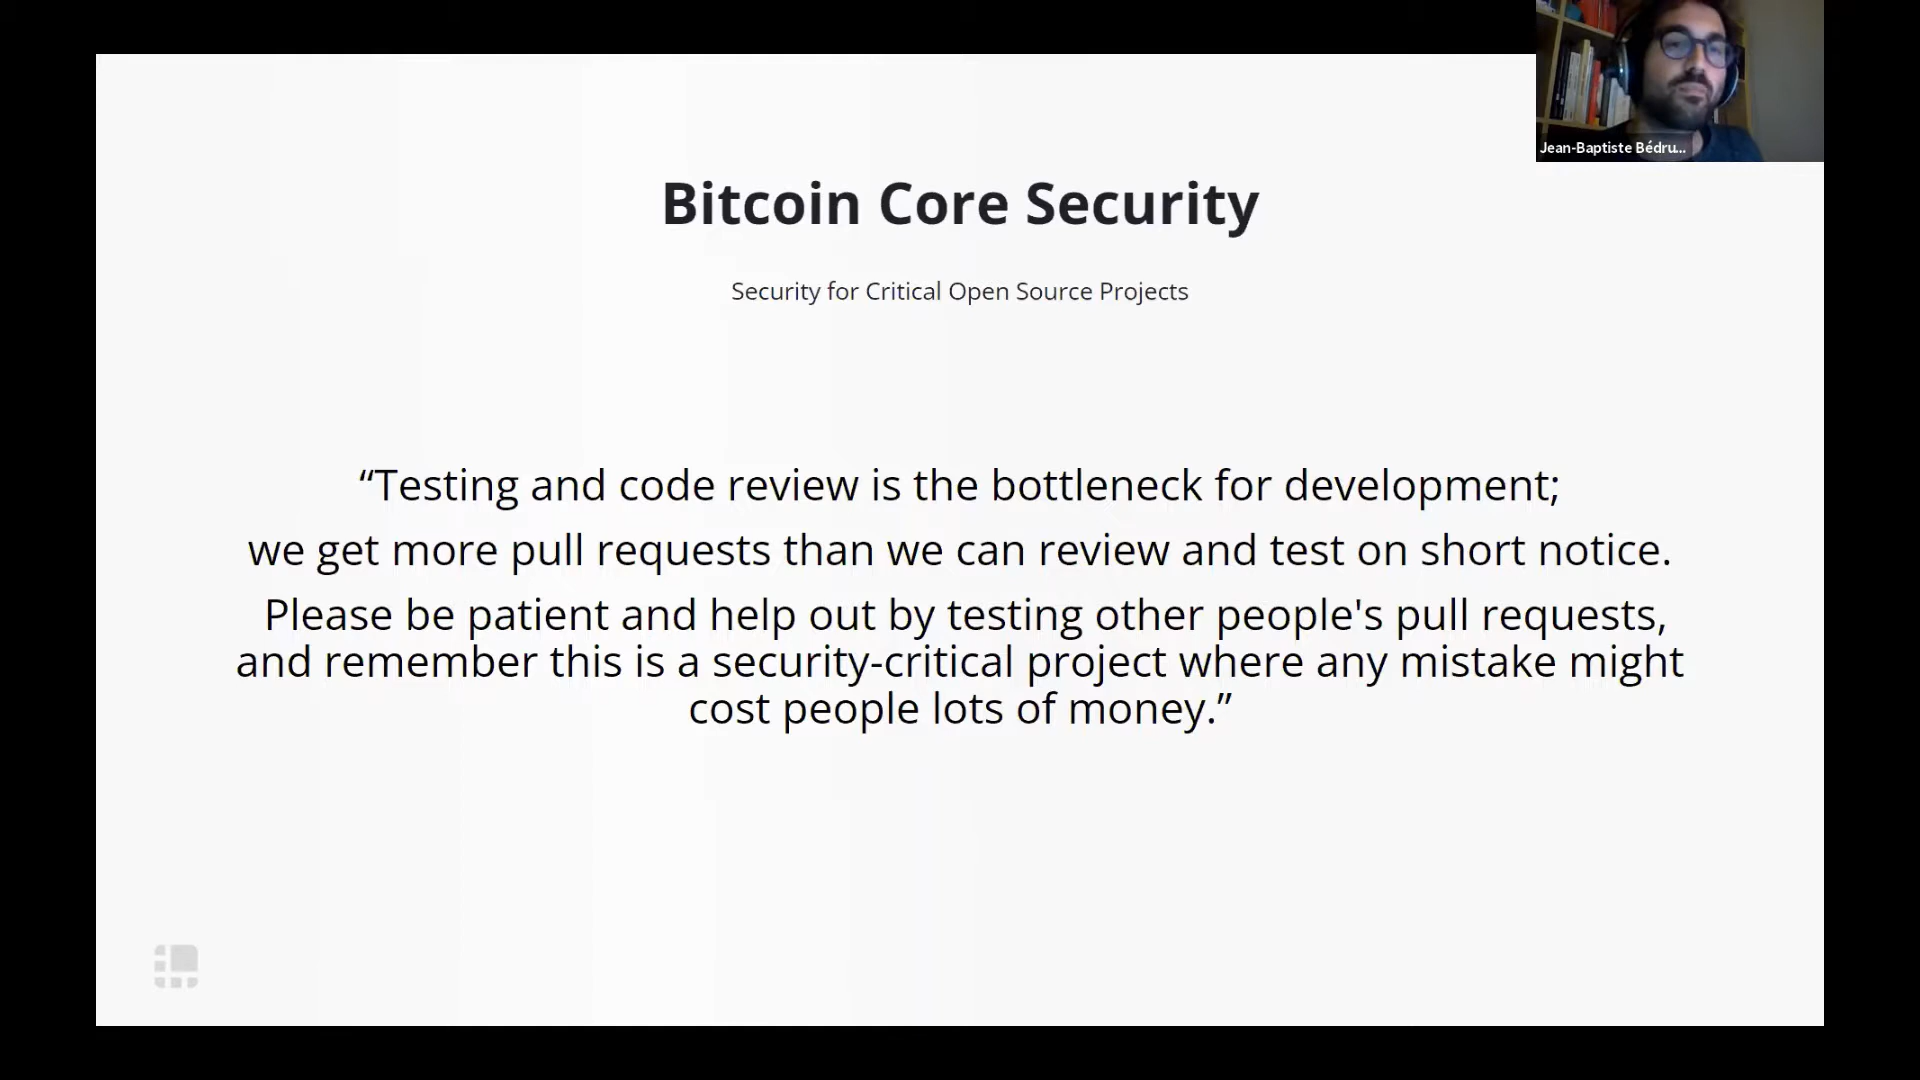 Jean-Baptiste Bédru...
Bitcoin Core Security
Security for Critical Open Source Projects
“Testing and code review is the bottleneck for development;
we get more pull requests than we can review and test on short notice.
Please be patient and help out by testing other people's pull requests,
and remember this is a security-critical project where any mistake might
cost people lots of money.”